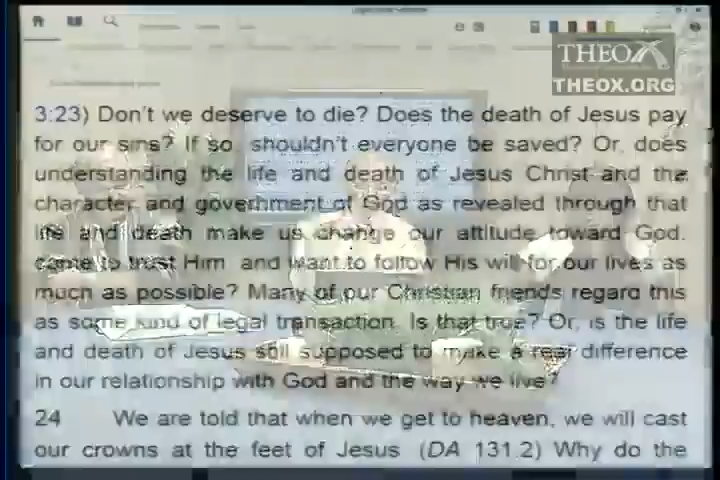 THEOX
THEOX.ORG
3:23) Don't we deserve to die? Does the death of Jesus pay
for our sins? If so, shouldn't everyone be saved? Or, does
understanding the life and death of Jesus Christ and the
character and government of God as revealed through that
life and death make us change our attitude toward God,
come to trust Him and want to follow His will for our lives as
much as possible? Many of our Christian friends regard this
as some kind of legal transaction. Is that true? Or, is the life
and death of Jesus still supposed to make a real difference
in our relationship with God and the way we live?
24 We are told that when we get to heaven, we will cast
our crowns at the feet of Jesus (DA 131.2) Why do the